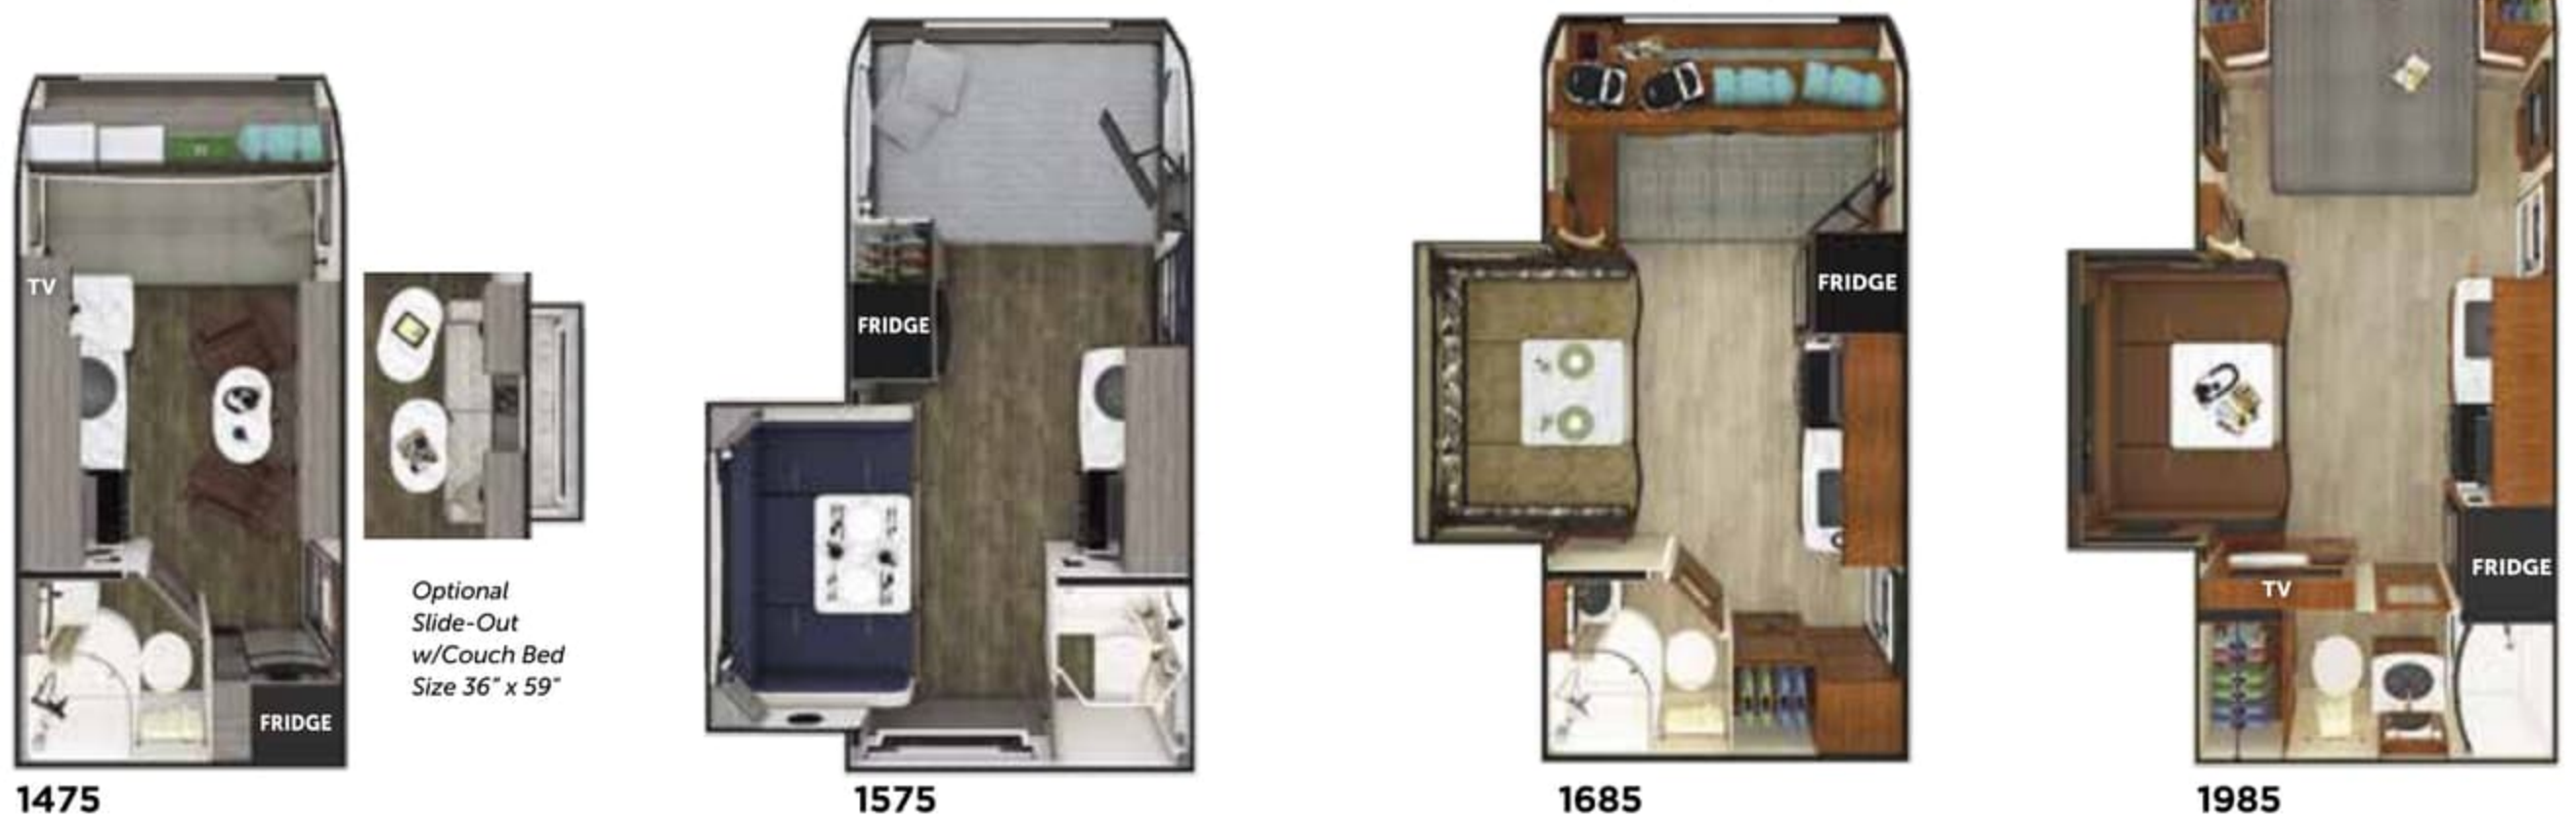 TV
FRIDGE
1475
Optional
Slide-Out
w/Couch Bed
Size 36" x 59"
FRIDGE
1575
FRIDGE
1685
TV
FRIDGE
1985